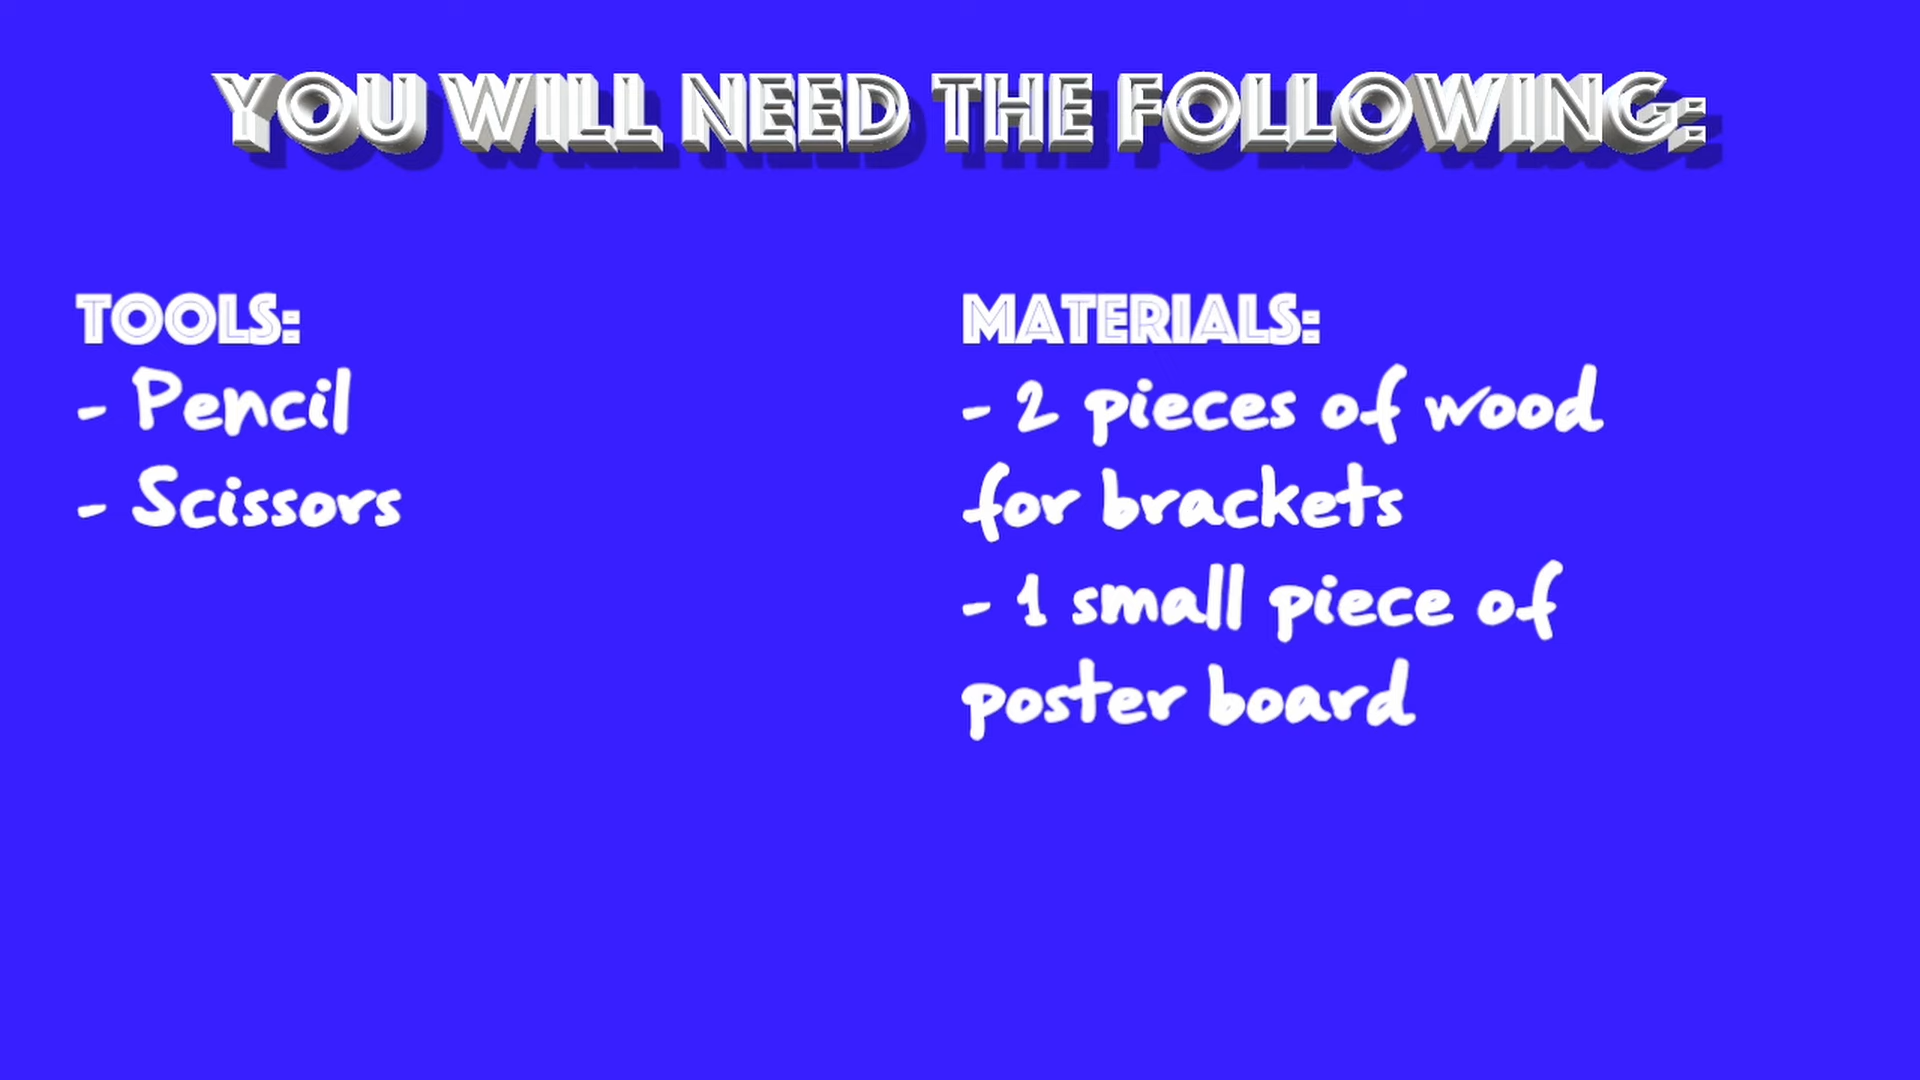 YOU WILL NEED THE FOLLOWING:
TOOLS:
- Pencil
- Scissors
MATERIALS:
- 2 pieces of wood
for brackets
- 1 small piece of
poster board